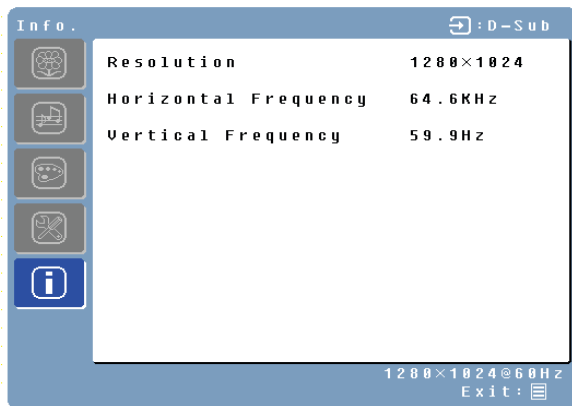 Info.
:D-Sub
Resolution 1280×1024
Horizontal Frequency 64.6KHz
Vertical Frequency 59.9Hz
1280×1024@60Hz
Exit: